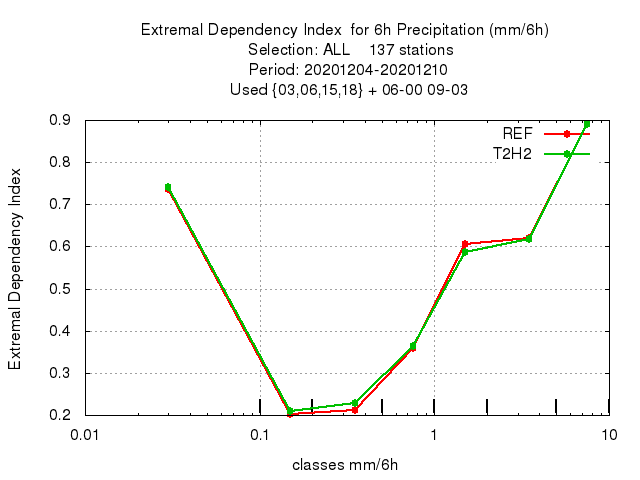 Extremal Dependency Index  for 6h Precipitation (mm/6h)
Selection: ALL    137 stations
Period: 20201204-20201210
Used {03,06,15,18} + 06-00 09-03
REF
T2H2
Extremal Dependency Index
0.9
0.8
0.7
0.6
0.5
0.4
0.3
0.2
0.01
0.1
1
10
classes mm/6h